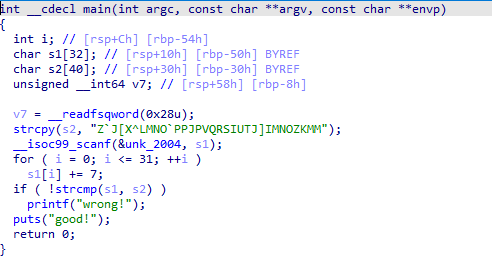 int __cdecl main(int argc, const char **argv, const char **envp)
{
  int i; // [rsp+Ch] [rbp-54h]
  char s1[32]; // [rsp+10h] [rbp-50h] BYREF
  char s2[40]; // [rsp+30h] [rbp-30h] BYREF
  unsigned __int64 v7; // [rsp+58h] [rbp-8h]

  v7 = __readfsqword(0x28u);
  strcpy(s2, "Z`J[X^LMNO`PPJPVQRSIUTJ]IMNOZKMM");
  __isoc99_scanf(&unk_2004, s1);
  for ( i = 0; i <= 31; ++i )
    s1[i] += 7;
  if ( !strcmp(s1, s2) )
    printf("wrong!");
  puts("good!");
  return 0;
}